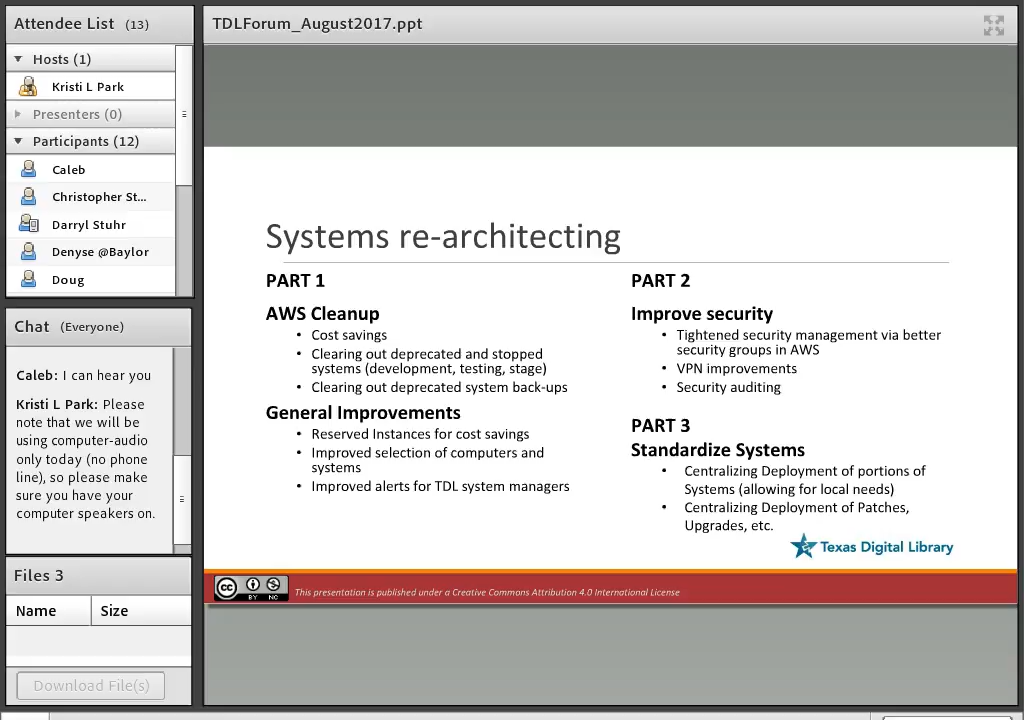 Attendee List (13)
Hosts (1)
Kristi L Park
Presenters (0)
Participants (12)
Caleb
Christopher St...
Darryl Stuhr
Denyse @Baylor
Doug
Chat (Everyone)
Caleb: I can hear you
Kristi L Park: Please
note that we will be
using computer-audio
only today (no phone
line), so please make
sure you have your
computer speakers on.
Files 3
Name Size
Download File(s)
TDLForum_August2017.ppt
Systems re-architecting
PART 1
AWS Cleanup
• Cost savings
• Clearing out deprecated and stopped
systems (development, testing, stage)
• Clearing out deprecated system back-ups
General Improvements
• Reserved Instances for cost savings
• Improved selection of computers and
systems
• Improved alerts for TDL system managers
PART 2
Improve security
• Tightened security management via better
security groups in AWS
• VPN improvements
• Security auditing
PART 3
Standardize Systems
• Centralizing Deployment of portions of
Systems (allowing for local needs)
• Centralizing Deployment of Patches,
Upgrades, etc.
Texas Digital Library
cc BY NC
This presentation is published under a Creative Commons Attribution 4.0 International License